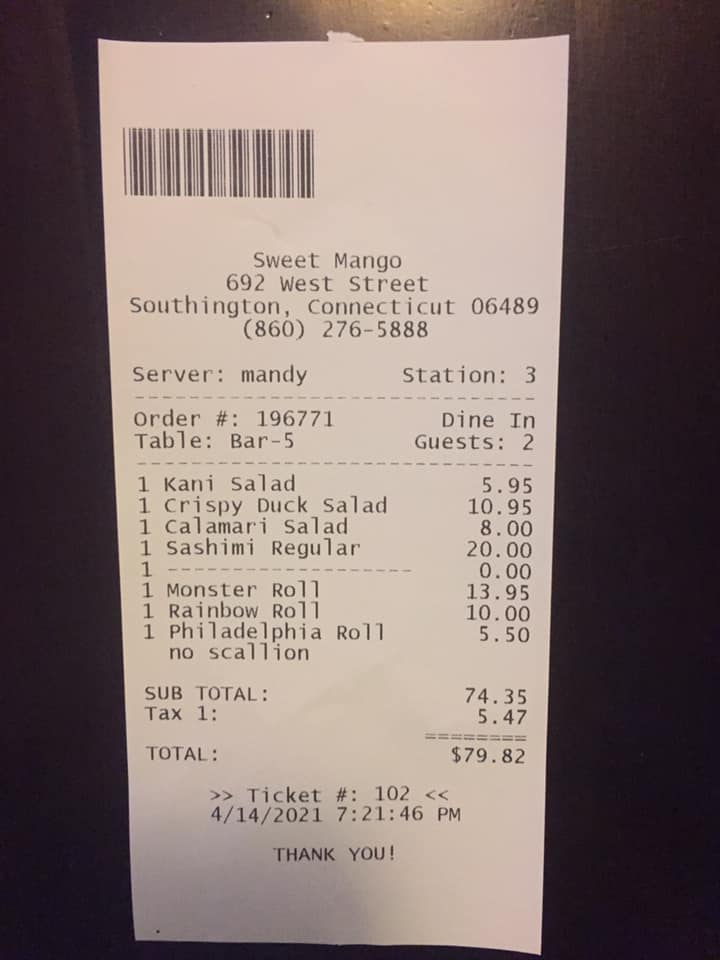 Sweet Mango
692 West Street
Southington, Connecticut 06489
(860) 276-5888
Server: mandy Station: 3
--------------------------------
Order #: 196771 Dine In
Table: Bar-5 Guests: 2
--------------------------------
1 Kani Salad 5.95
1 Crispy Duck Salad 10.95
1 Calamari Salad 8.00
1 Sashimi Regular 20.00
1 ------------------- 0.00
1 Monster Roll 13.95
1 Rainbow Roll 10.00
1 Philadelphia Roll 5.50
no scallion
SUB TOTAL: 74.35
Tax 1: 5.47
========
TOTAL: $79.82
>> Ticket #: 102 <<
4/14/2021 7:21:46 PM
THANK YOU!